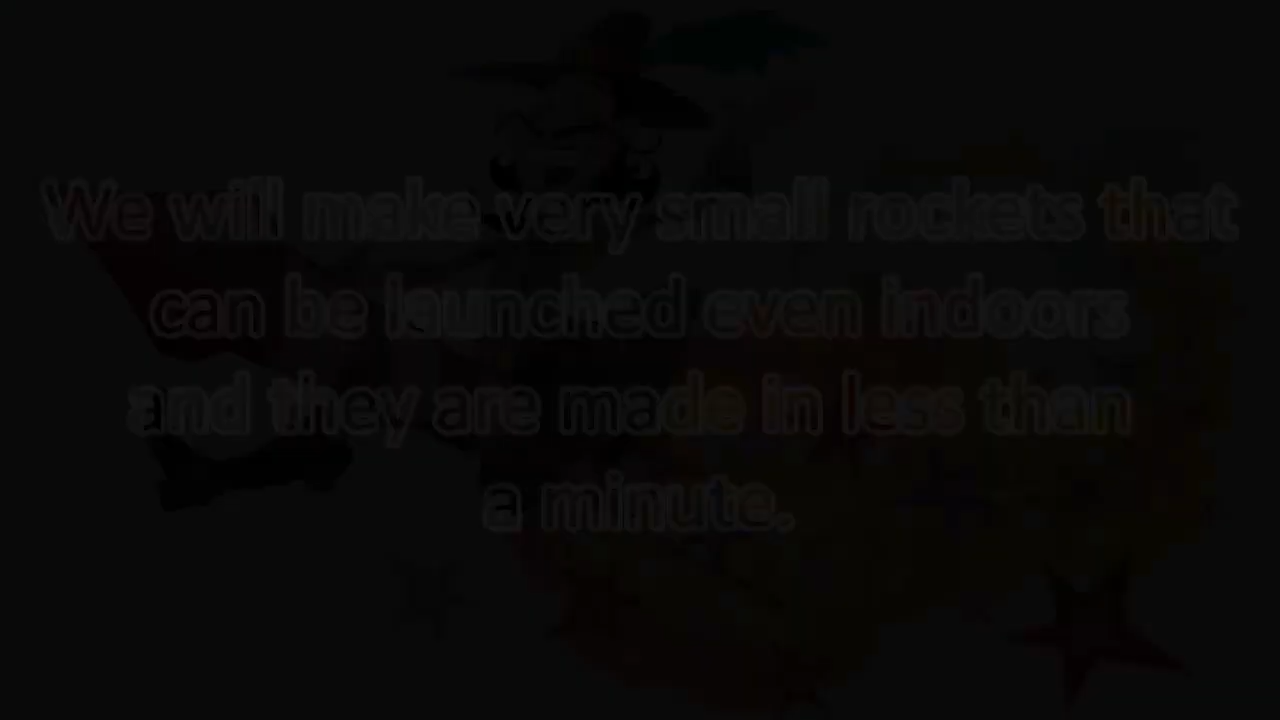 We will make very small rockets that
can be launched even indoors
and they are made in less than
a minute.